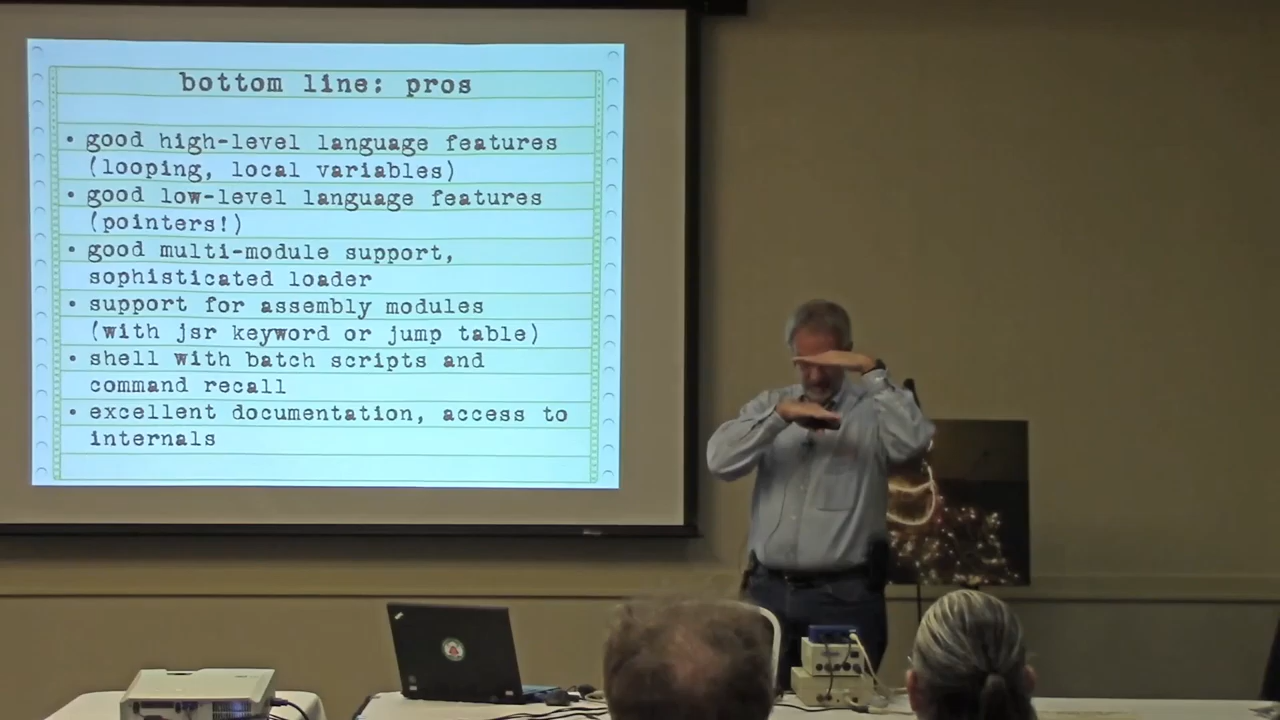 bottom line: pros
• good high-level language features
(looping, local variables)
• good low-level language features
(pointers!)
• good multi-module support,
sophisticated loader
• support for assembly modules
(with jsr keyword or jump table)
• shell with batch scripts and
command recall
• excellent documentation, access to
internals